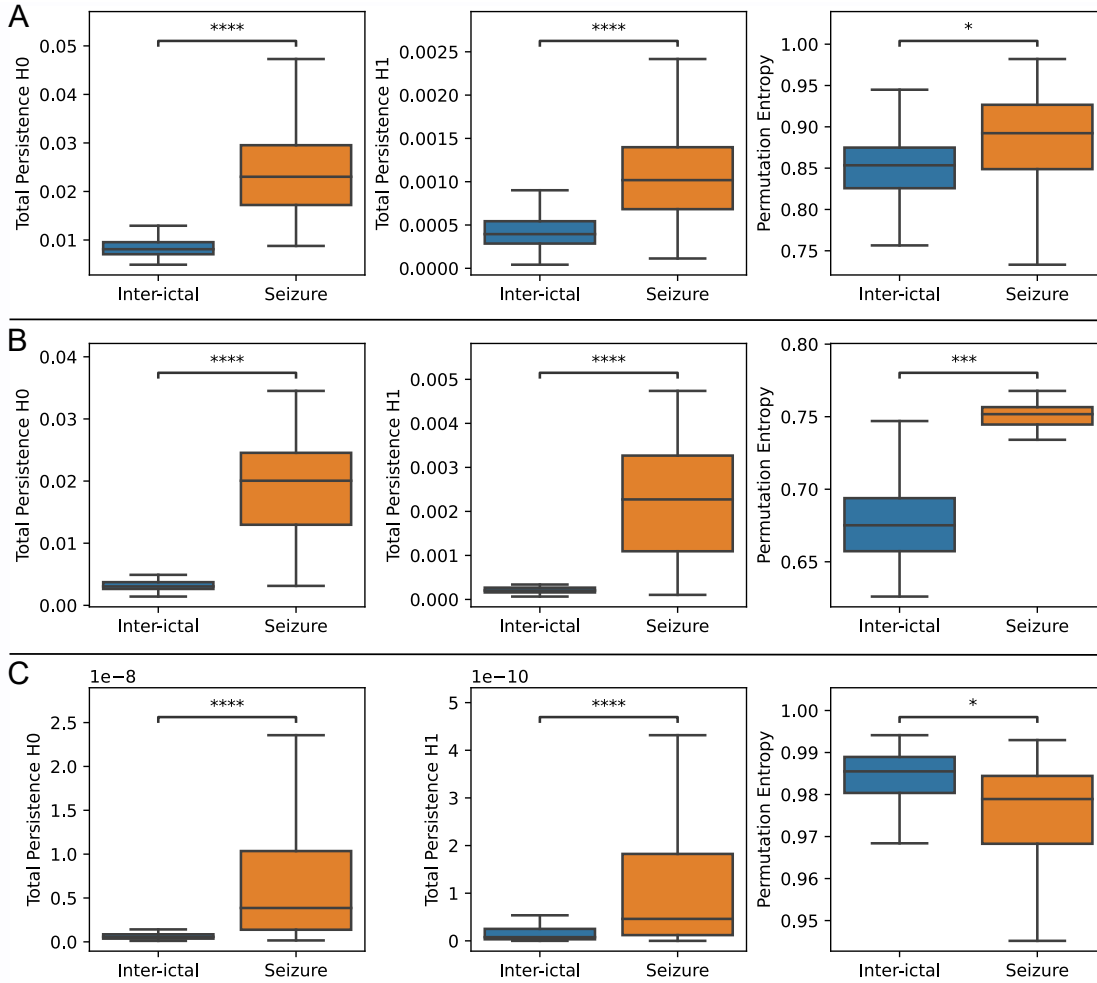 A
Total Persistence H0
0.05
0.04
0.03
0.02
0.01
****
Inter-ictal
Seizure
Total Persistence H1
0.0025
0.0020
0.0015
0.0010
0.0005
0.0000
****
Inter-ictal
Seizure
Permutation Entropy
1.00
0.95
0.90
0.85
0.80
0.75
*
Inter-ictal
Seizure
B
Total Persistence H0
0.04
0.03
0.02
0.01
0.00
****
Inter-ictal
Seizure
Total Persistence H1
0.005
0.004
0.003
0.002
0.001
0.000
****
Inter-ictal
Seizure
Permutation Entropy
0.80
0.75
0.70
0.65
***
Inter-ictal
Seizure
C
1e−8
Total Persistence H0
2.5
2.0
1.5
1.0
0.5
0.0
****
Inter-ictal
Seizure
1e−10
Total Persistence H1
5
4
3
2
1
0
****
Inter-ictal
Seizure
Permutation Entropy
1.00
0.99
0.98
0.97
0.96
0.95
*
Inter-ictal
Seizure